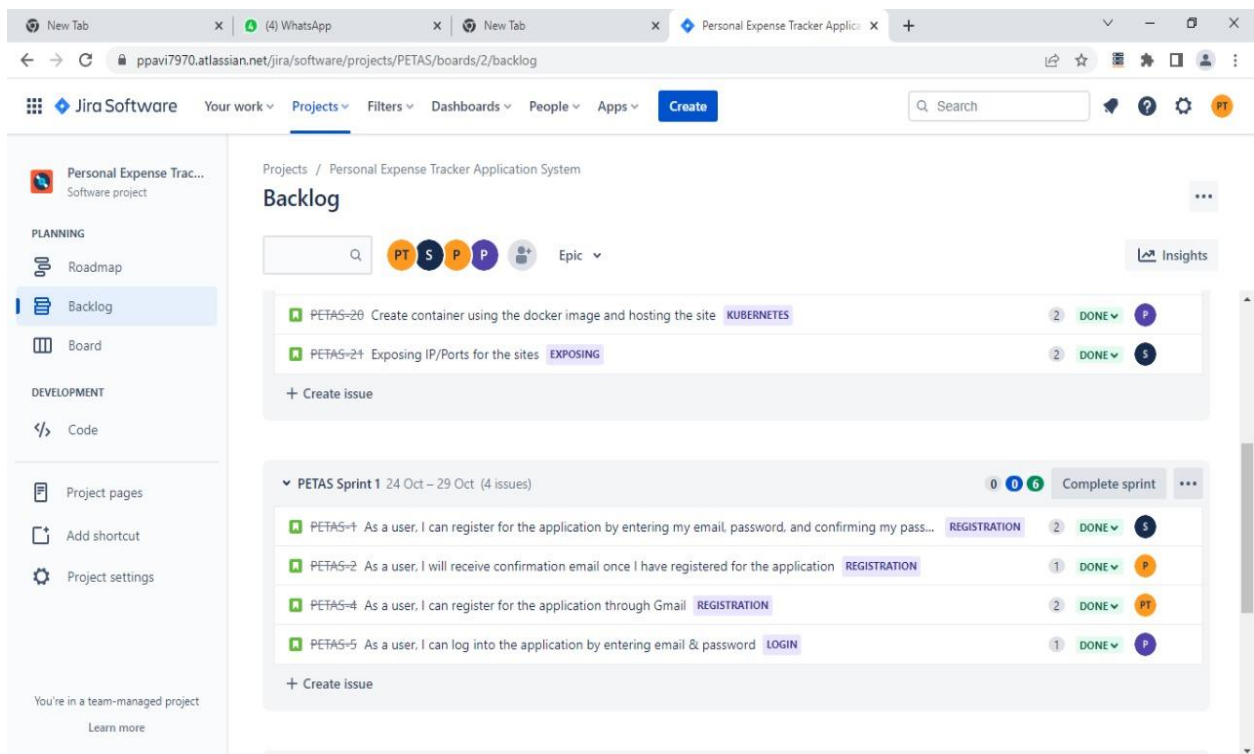 New Tab
(4) WhatsApp
New Tab
Personal Expense Tracker Applica
ppavi7970.atlassian.net/jira/software/projects/PETAS/boards/2/backlog
Jira Software Your work Projects Filters Dashboards People Apps Create Search PT
Personal Expense Trac...
Software project
PLANNING
Roadmap
Backlog
Board
DEVELOPMENT
Code
Project pages
Add shortcut
Project settings
You're in a team-managed project
Learn more
Projects / Personal Expense Tracker Application System
Backlog
PT S P P Epic Insights
PETAS-20 Create container using the docker image and hosting the site KUBERNETES 2 DONE P
PETAS-21 Exposing IP/Ports for the sites EXPOSING 2 DONE S
+ Create issue
PETAS Sprint 1 24 Oct – 29 Oct (4 issues) 0 0 6 Complete sprint
PETAS-1 As a user, I can register for the application by entering my email, password, and confirming my pass... REGISTRATION 2 DONE S
PETAS-2 As a user, I will receive confirmation email once I have registered for the application REGISTRATION 1 DONE P
PETAS-4 As a user, I can register for the application through Gmail REGISTRATION 2 DONE PT
PETAS-5 As a user, I can log into the application by entering email & password LOGIN 1 DONE P
+ Create issue